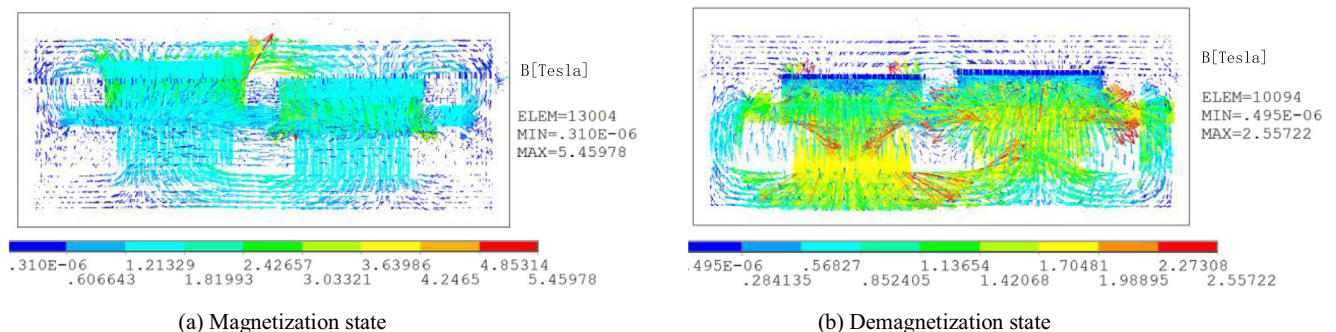 B[Tesla]
ELEM=13004
MIN=.310E-06
MAX=5.45978
.310E-06 1.21329 2.42657 3.63986 4.85314
.606643 1.81993 3.03321 4.2465 5.45978
(a) Magnetization state
B[Tesla]
ELEM=10094
MIN=.495E-06
MAX=2.55722
.495E-06 .56827 1.13654 1.70481 2.27308
.284135 .852405 1.42068 1.98895 2.55722
(b) Demagnetization state